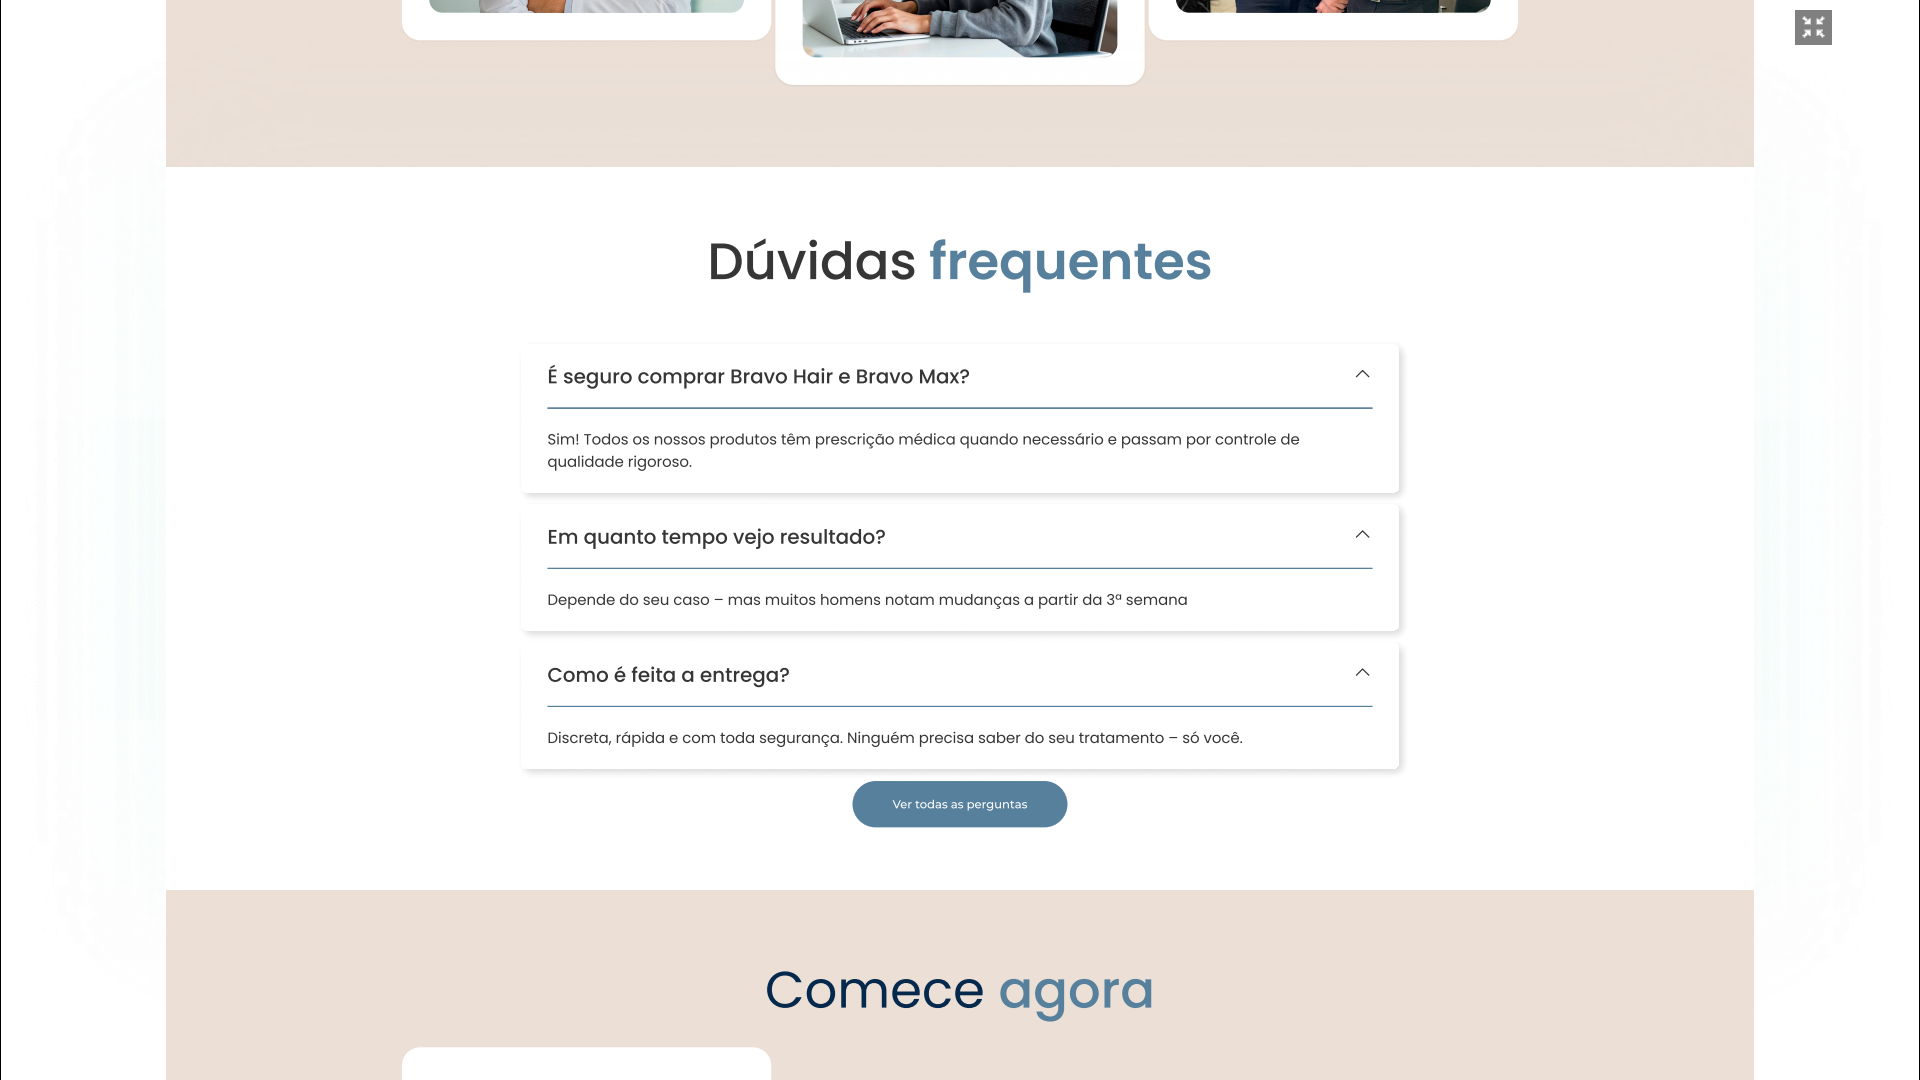 Dúvidas frequentes
É seguro comprar Bravo Hair e Bravo Max?
Sim! Todos os nossos produtos têm prescrição médica quando necessário e passam por controle de
qualidade rigoroso.
Em quanto tempo vejo resultado?
Depende do seu caso – mas muitos homens notam mudanças a partir da 3ª semana
Como é feita a entrega?
Discreta, rápida e com toda segurança. Ninguém precisa saber do seu tratamento – só você.
Ver todas as perguntas
Comece agora